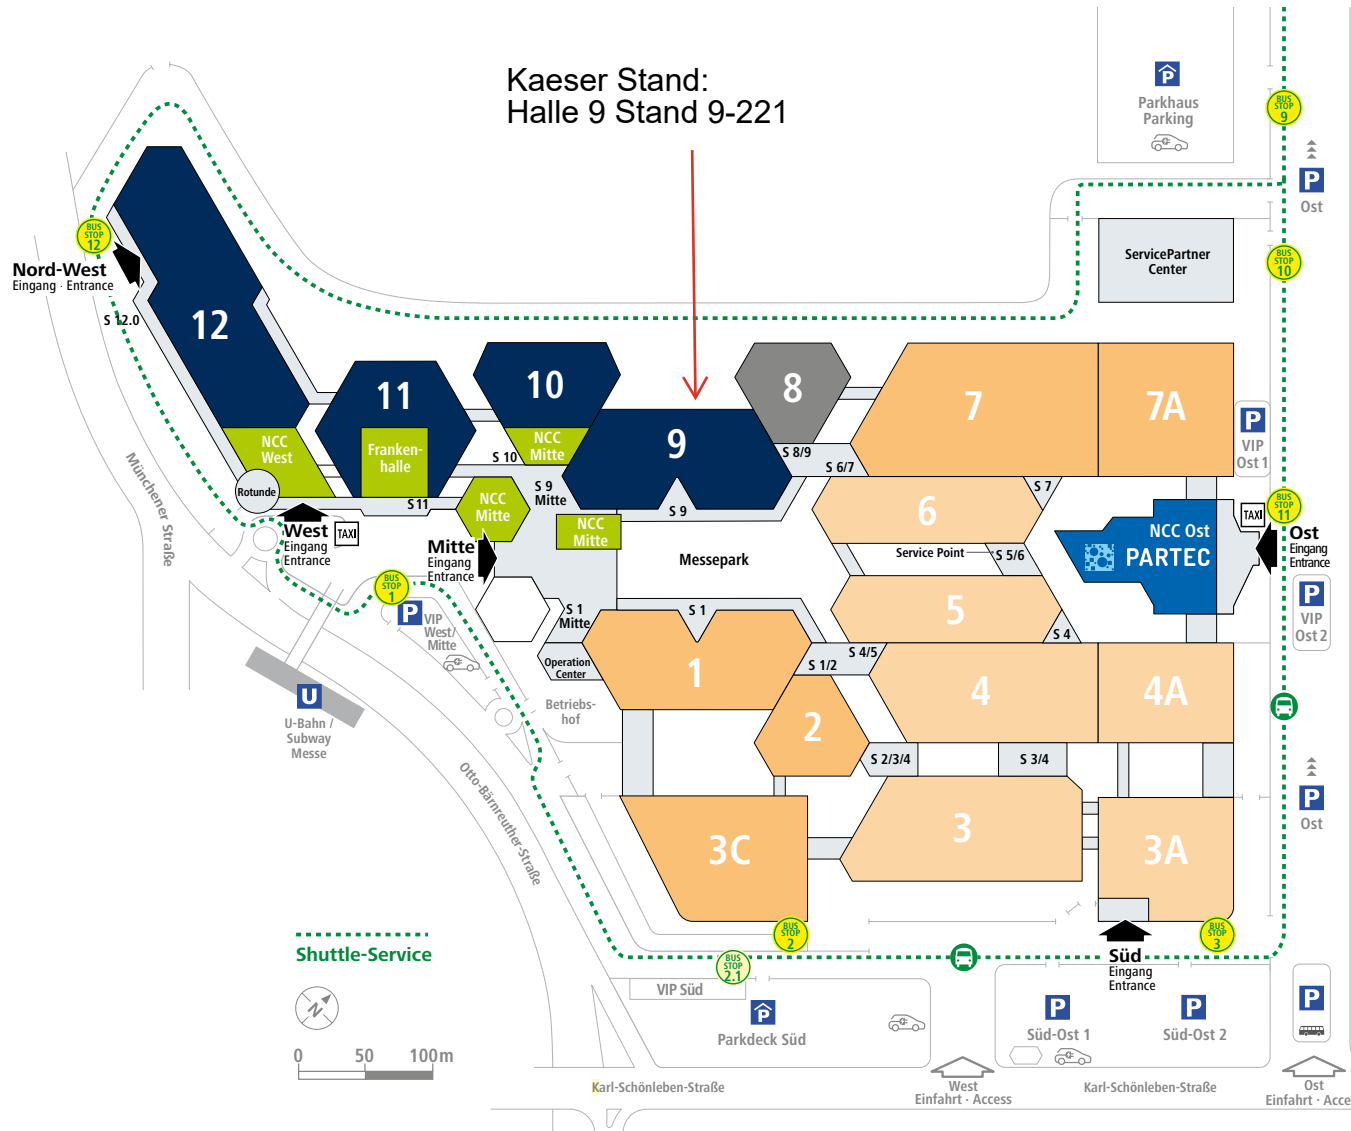 Kaeser Stand:
Halle 9 Stand 9-221
P
Parkhaus
Parking
BUS
STOP
9
P
Ost
BUS
STOP
12
Nord-West
Eingang · Entrance
S 12.0
12
ServicePartner
Center
BUS
STOP
10
11
10
9
8
7
7A
NCC
West
Franken-
halle
NCC
Mitte
S 10
S 8/9
S 6/7
P
VIP
Ost 1
Rotunde
S 11
NCC
Mitte
S 9
Mitte
S 9
NCC
Mitte
6
S 7
BUS
STOP
11
TAXI
Münchener Straße
West
Eingang
Entrance
TAXI
Mitte
Eingang
Entrance
Messepark
Service Point
S 5/6
NCC Ost
PARTEC
Ost
Eingang
Entrance
BUS
STOP
1
P
VIP
West/
Mitte
S 1
Mitte
S 1
5
S 4
P
VIP
Ost 2
Operation
Center
1
S 1/2
S 4/5
4
4A
U
U-Bahn /
Subway
Messe
Betriebs-
hof
2
S 2/3/4
S 3/4
Otto-Bärnreuther-Straße
P
Ost
3C
3
3A
Shuttle-Service
BUS
STOP
2
BUS
STOP
3
BUS
STOP
2.1
Süd
Eingang
Entrance
VIP Süd
N
P
Parkdeck Süd
P
Süd-Ost 1
P
Süd-Ost 2
P
0 50 100m
Karl-Schönleben-Straße
West
Einfahrt · Access
Karl-Schönleben-Straße
Ost
Einfahrt · Acce